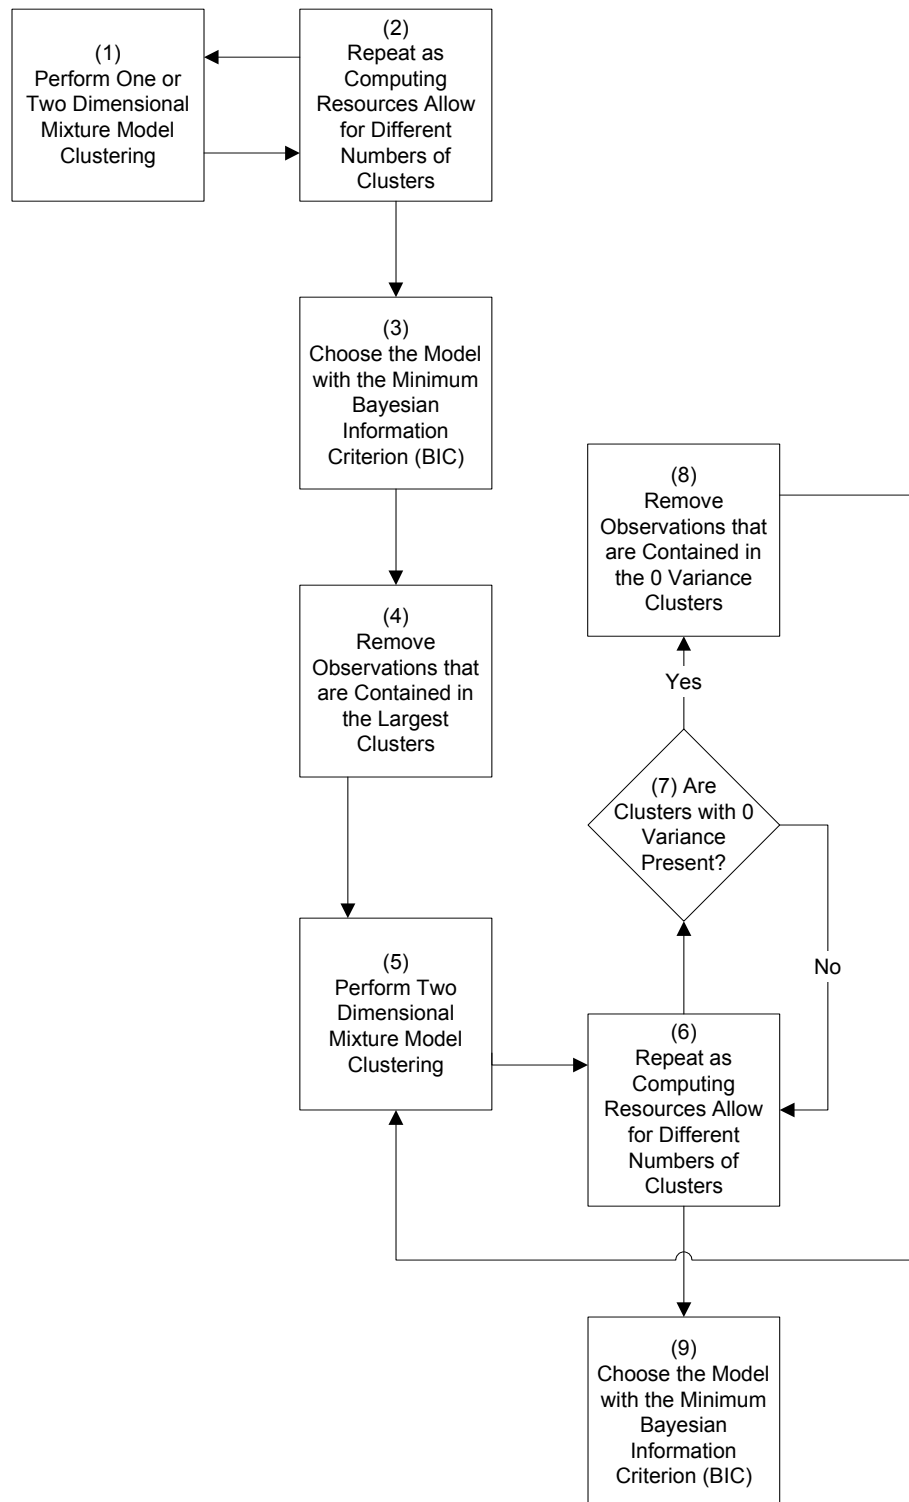 (1)
Perform One or
Two Dimensional
Mixture Model
Clustering
(2)
Repeat as
Computing
Resources Allow
for Different
Numbers of
Clusters
(3)
Choose the Model
with the Minimum
Bayesian
Information
Criterion (BIC)
(4)
Remove
Observations that
are Contained in
the Largest
Clusters
(5)
Perform Two
Dimensional
Mixture Model
Clustering
(6)
Repeat as
Computing
Resources Allow
for Different
Numbers of
Clusters
(7) Are
Clusters with 0
Variance
Present?
Yes
No
(8)
Remove
Observations that
are Contained in
the 0 Variance
Clusters
(9)
Choose the Model
with the Minimum
Bayesian
Information
Criterion (BIC)